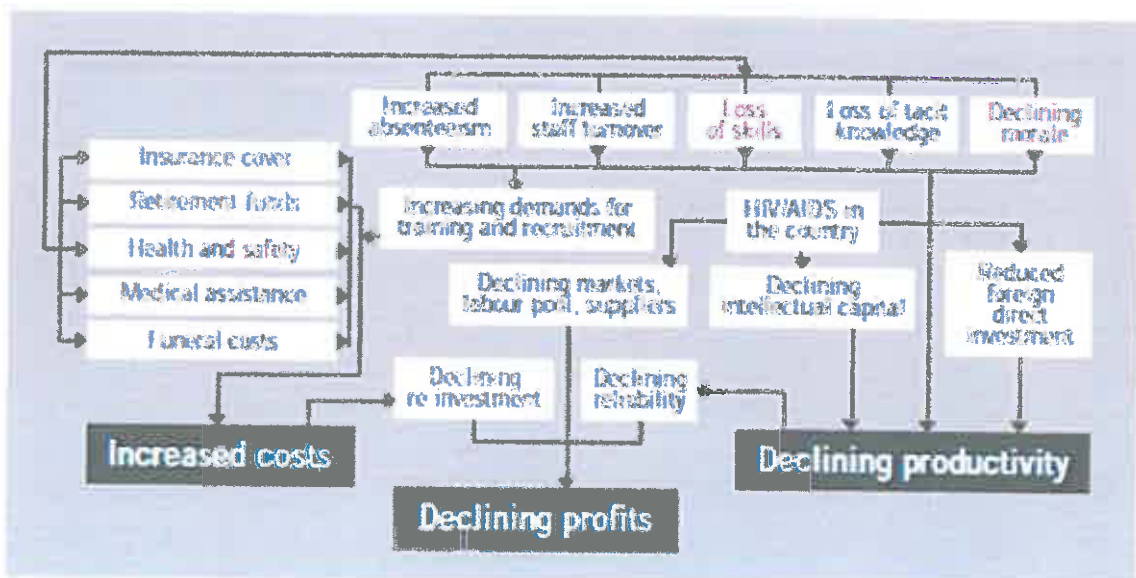 Increased
absenteeism
Increased
staff turnover
Loss
of skills
Loss of tacit
knowledge
Declining
morale
Insurance cover
Retirement funds
Health and safety
Medical assistance
Funeral costs
Increasing demands for
training and recruitment
HIV/AIDS in
the country
Declining markets,
labour pool, suppliers
Declining
intellectual capital
Reduced
foreign
direct
investment
Declining
re-investment
Declining
reliability
Increased costs
Declining productivity
Declining profits